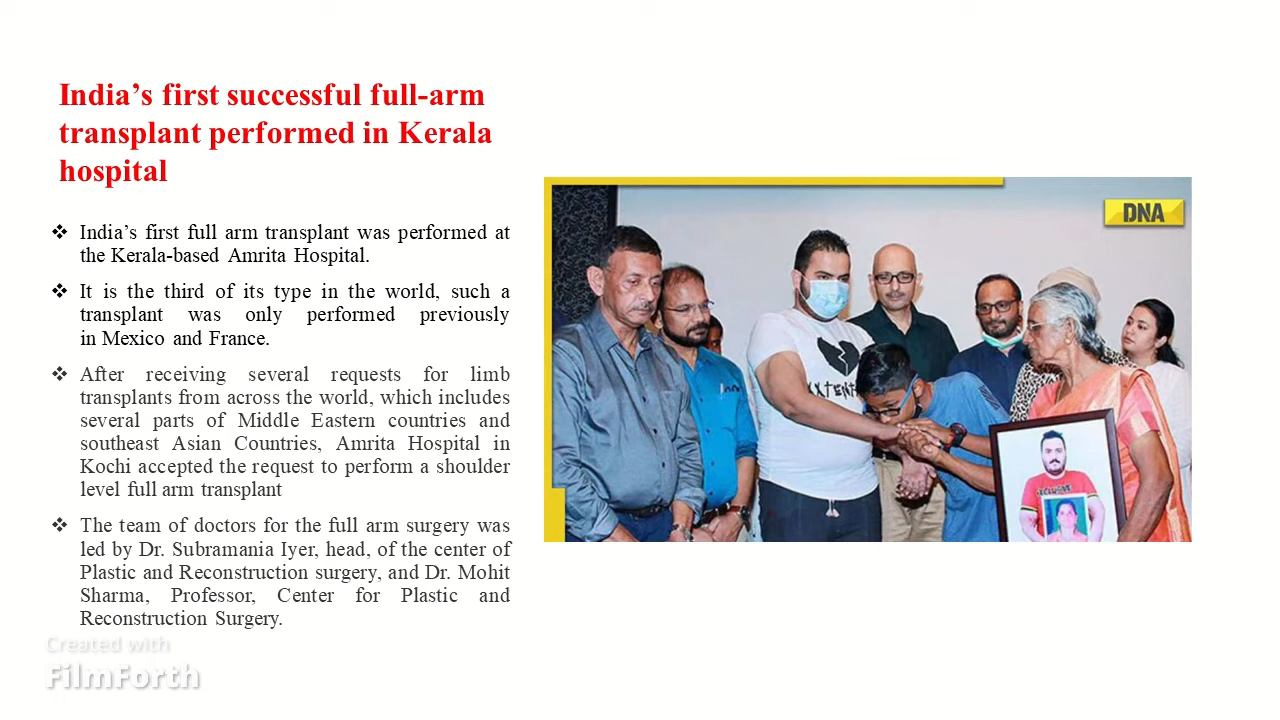 India’s first successful full-arm
transplant performed in Kerala
hospital
❖ India’s first full arm transplant was performed at
the Kerala-based Amrita Hospital.
❖ It is the third of its type in the world, such a
transplant was only performed previously
in Mexico and France.
❖ After receiving several requests for limb
transplants from across the world, which includes
several parts of Middle Eastern countries and
southeast Asian Countries, Amrita Hospital in
Kochi accepted the request to perform a shoulder
level full arm transplant
❖ The team of doctors for the full arm surgery was
led by Dr. Subramania Iyer, head, of the center of
Plastic and Reconstruction surgery, and Dr. Mohit
Sharma, Professor, Center for Plastic and
Reconstruction Surgery.
Created with
FilmForth
DNA